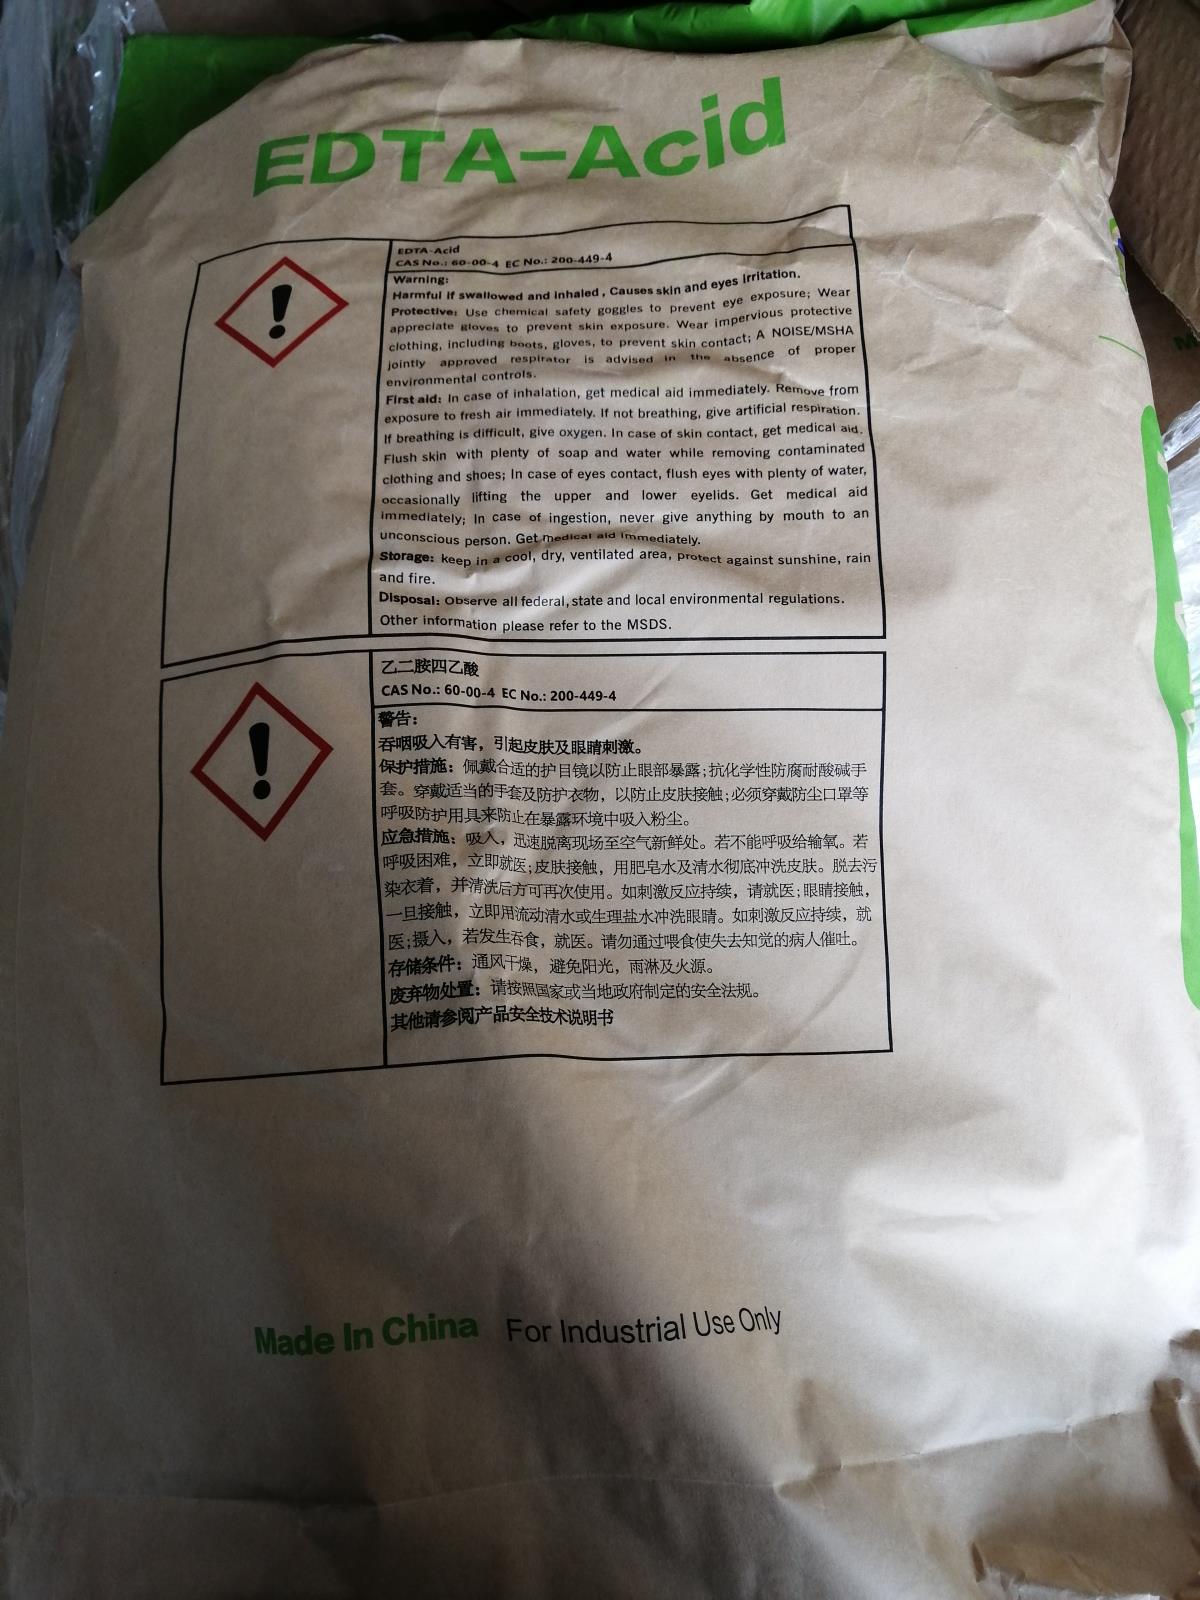 EDTA-Acid
EDTA-Acid
CAS No.: 60-00-4 EC No.: 200-449-4
Warning:
Harmful if swallowed and inhaled, Causes skin and eyes irritation.
Protective: Use chemical safety goggles to prevent eye exposure; Wear
appreciate gloves to prevent skin exposure. Wear impervious protective
clothing, including boots, gloves, to prevent skin contact; A NOISE/MSHA
jointly approved respirator is advised in the absence of proper
environmental controls.
First aid: In case of inhalation, get medical aid immediately. Remove from
exposure to fresh air immediately. If not breathing, give artificial respiration.
If breathing is difficult, give oxygen. In case of skin contact, get medical aid.
Flush skin with plenty of soap and water while removing contaminated
clothing and shoes; In case of eyes contact, flush eyes with plenty of water,
occasionally lifting the upper and lower eyelids. Get medical aid
immediately; In case of ingestion, never give anything by mouth to an
unconscious person. Get medical aid immediately.
Storage: keep in a cool, dry, ventilated area, protect against sunshine, rain
and fire.
Disposal: Observe all federal, state and local environmental regulations.
Other information please refer to the MSDS.
乙二胺四乙酸
CAS No.: 60-00-4 EC No.: 200-449-4
警告：
吞咽吸入有害，引起皮肤及眼睛刺激。
保护措施：佩戴合适的护目镜以防止眼部暴露；抗化学性防腐耐酸碱手
套。穿戴适当的手套及防护衣物，以防止皮肤接触；必须穿戴防尘口罩等
呼吸防护用具来防止在暴露环境中吸入粉尘。
应急措施：吸入，迅速脱离现场至空气新鲜处。若不能呼吸给输氧。若
呼吸困难，立即就医；皮肤接触，用肥皂水及清水彻底冲洗皮肤。脱去污
染衣着，并清洗后方可再次使用。如刺激反应持续，请就医；眼睛接触，
一旦接触，立即用流动清水或生理盐水冲洗眼睛。如刺激反应持续，就
医；摄入，若发生吞食，就医。请勿通过喂食使失去知觉的病人催吐。
存储条件：通风干燥，避免阳光，雨淋及火源。
废弃物处置：请按照国家或当地政府制定的安全法规。
其他请参阅产品安全技术说明书
Made In China For Industrial Use Only